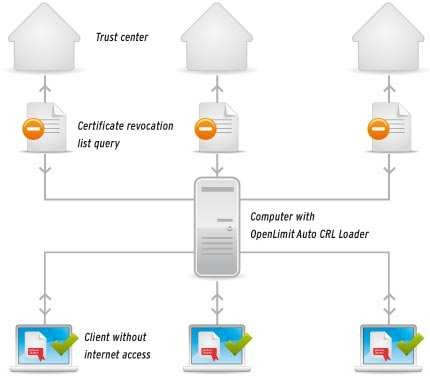 Trust center
Certificate revocation
list query
Computer with
OpenLimit Auto CRL Loader
Client without
internet access